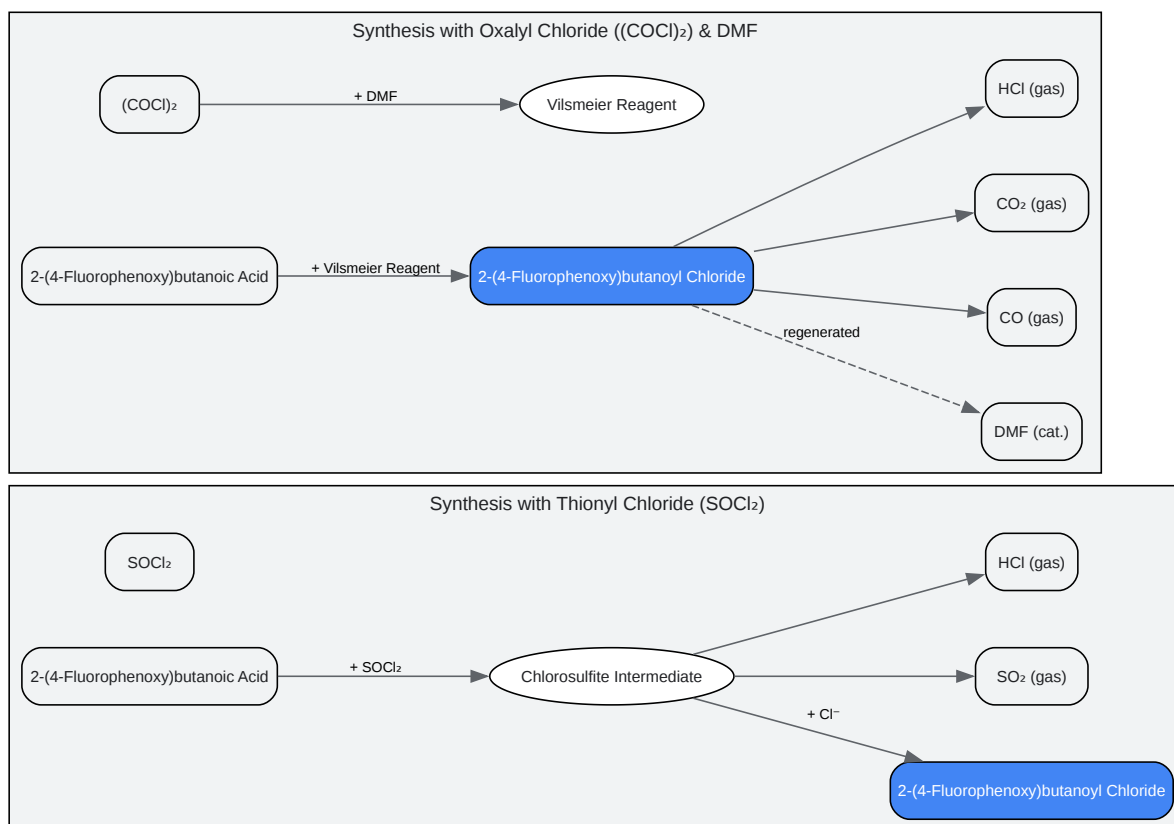 Synthesis with Oxalyl Chloride ((COCl)₂) & DMF
(COCl)₂
+ DMF
Vilsmeier Reagent
HCl (gas)
CO₂ (gas)
2-(4-Fluorophenoxy)butanoic Acid
+ Vilsmeier Reagent
2-(4-Fluorophenoxy)butanoyl Chloride
CO (gas)
regenerated
DMF (cat.)
Synthesis with Thionyl Chloride (SOCl₂)
SOCl₂
HCl (gas)
2-(4-Fluorophenoxy)butanoic Acid
+ SOCl₂
Chlorosulfite Intermediate
SO₂ (gas)
+ Cl⁻
2-(4-Fluorophenoxy)butanoyl Chloride